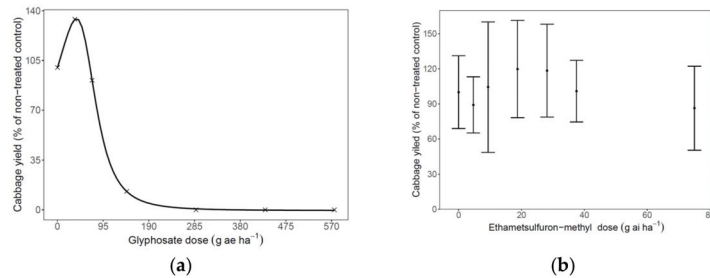 140
105
70
35
0
Cabbage yield (% of non−treated control)
0 95 190 285 380 475 570
Glyphosate dose (g ae ha⁻¹)
(a)
150
120
90
60
30
0
Cabbage yiled (% of non−treated control)
0 20 40 60 80
Ethametsulfuron−methyl dose (g ai ha⁻¹)
(b)